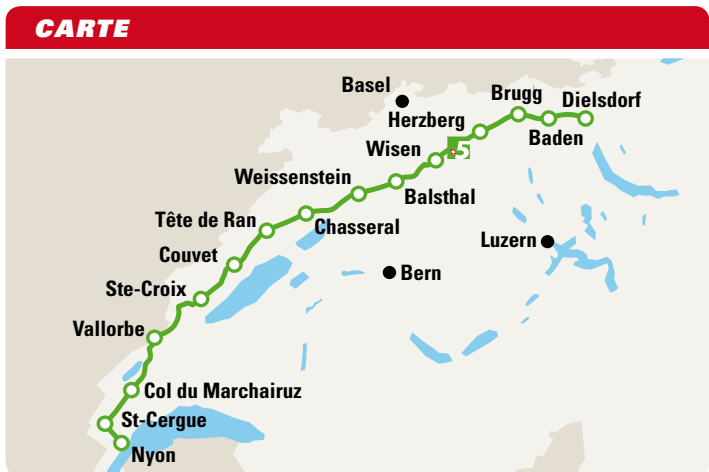 CARTE
Basel
Brugg
Dielsdorf
Herzberg
Baden
Wisen
5
Weissenstein
Balsthal
Tête de Ran
Chasseral
Luzern
Couvet
Bern
Ste-Croix
Vallorbe
Col du Marchairuz
St-Cergue
Nyon